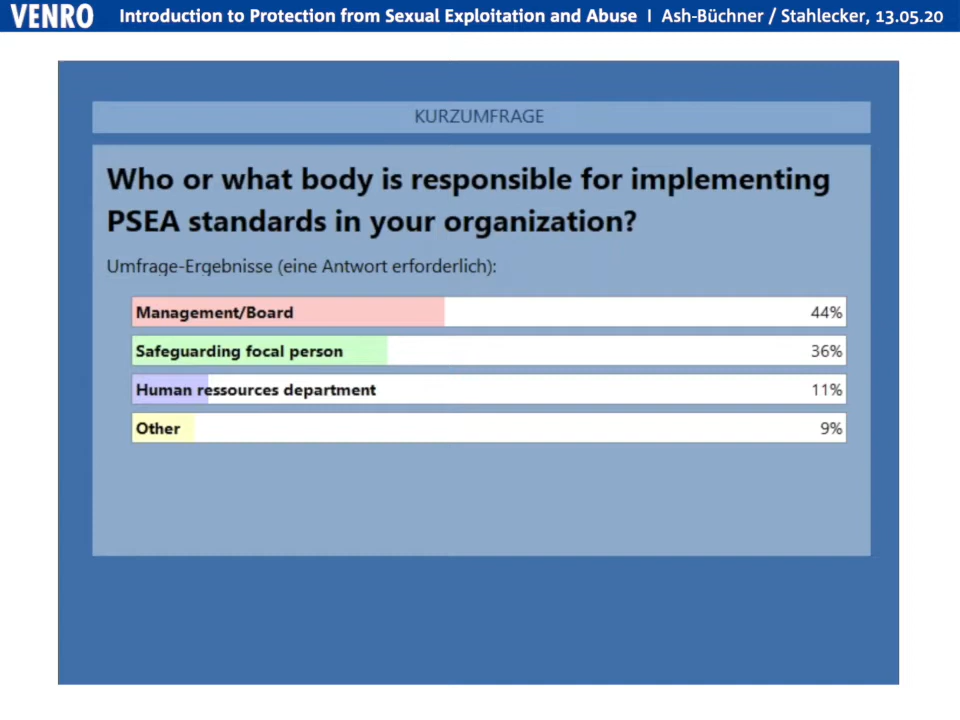 VENRO Introduction to Protection from Sexual Exploitation and Abuse I Ash-Büchner / Stahlecker, 13.05.20
KURZUMFRAGE
Who or what body is responsible for implementing
PSEA standards in your organization?
Umfrage-Ergebnisse (eine Antwort erforderlich):
Management/Board 44%
Safeguarding focal person 36%
Human ressources department 11%
Other 9%